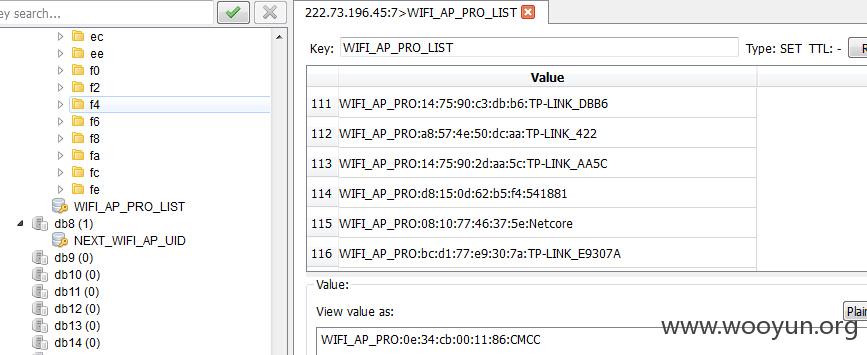 ey search...
222.73.196.45:7>WIFI_AP_PRO_LIST
ec
ee
f0
f2
f4
f6
f8
fa
fc
fe
WIFI_AP_PRO_LIST
db8 (1)
NEXT_WIFI_AP_UID
db9 (0)
db10 (0)
db11 (0)
db12 (0)
db13 (0)
db14 (0)
Key: WIFI_AP_PRO_LIST Type: SET TTL: - R
Value
111 WIFI_AP_PRO:14:75:90:c3:db:b6:TP-LINK_DBB6
112 WIFI_AP_PRO:a8:57:4e:50:dc:aa:TP-LINK_422
113 WIFI_AP_PRO:14:75:90:2d:aa:5c:TP-LINK_AA5C
114 WIFI_AP_PRO:d8:15:0d:62:b5:f4:541881
115 WIFI_AP_PRO:08:10:77:46:37:5e:Netcore
116 WIFI_AP_PRO:bc:d1:77:e9:30:7a:TP-LINK_E9307A
Value:
View value as: Plain
WIFI_AP_PRO:0e:34:cb:00:11:86:CMCC
www.wooyun.org